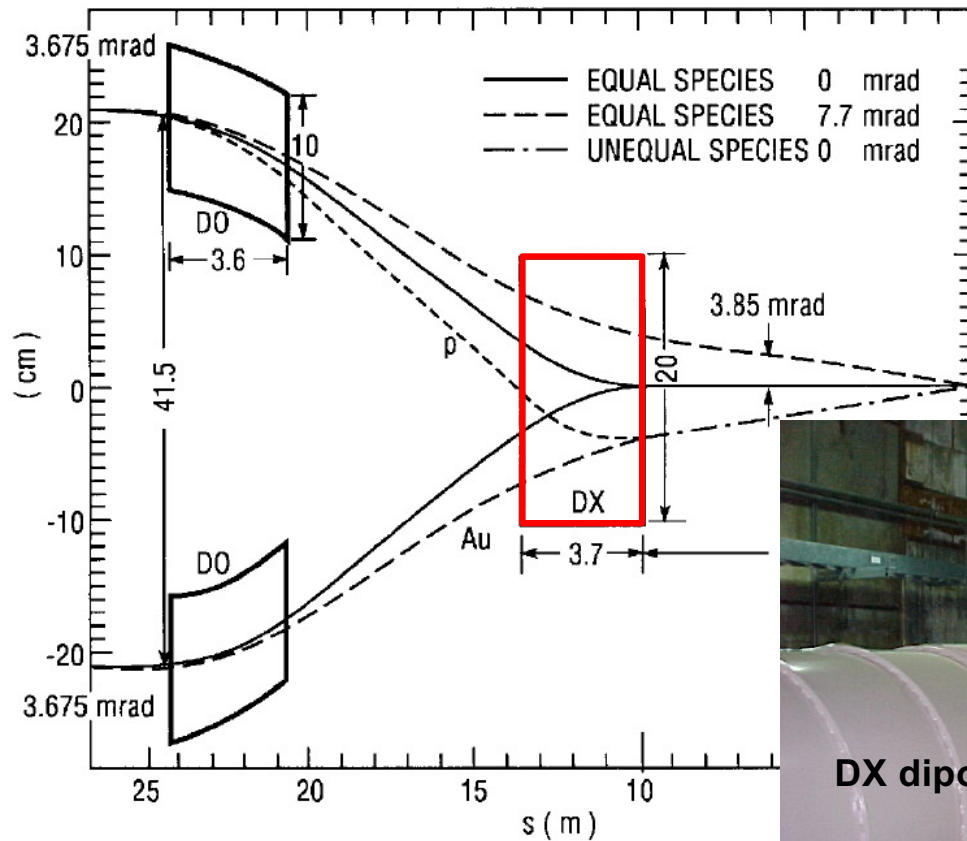 3.675 mrad
EQUAL SPECIES 0 mrad
EQUAL SPECIES 7.7 mrad
UNEQUAL SPECIES 0 mrad
20
10
DO
3.6
10
3.85 mrad
p
(cm)
0
41.5
20
DX
-10
Au
3.7
DO
-20
3.675 mrad
25
20
15
10
s (m)